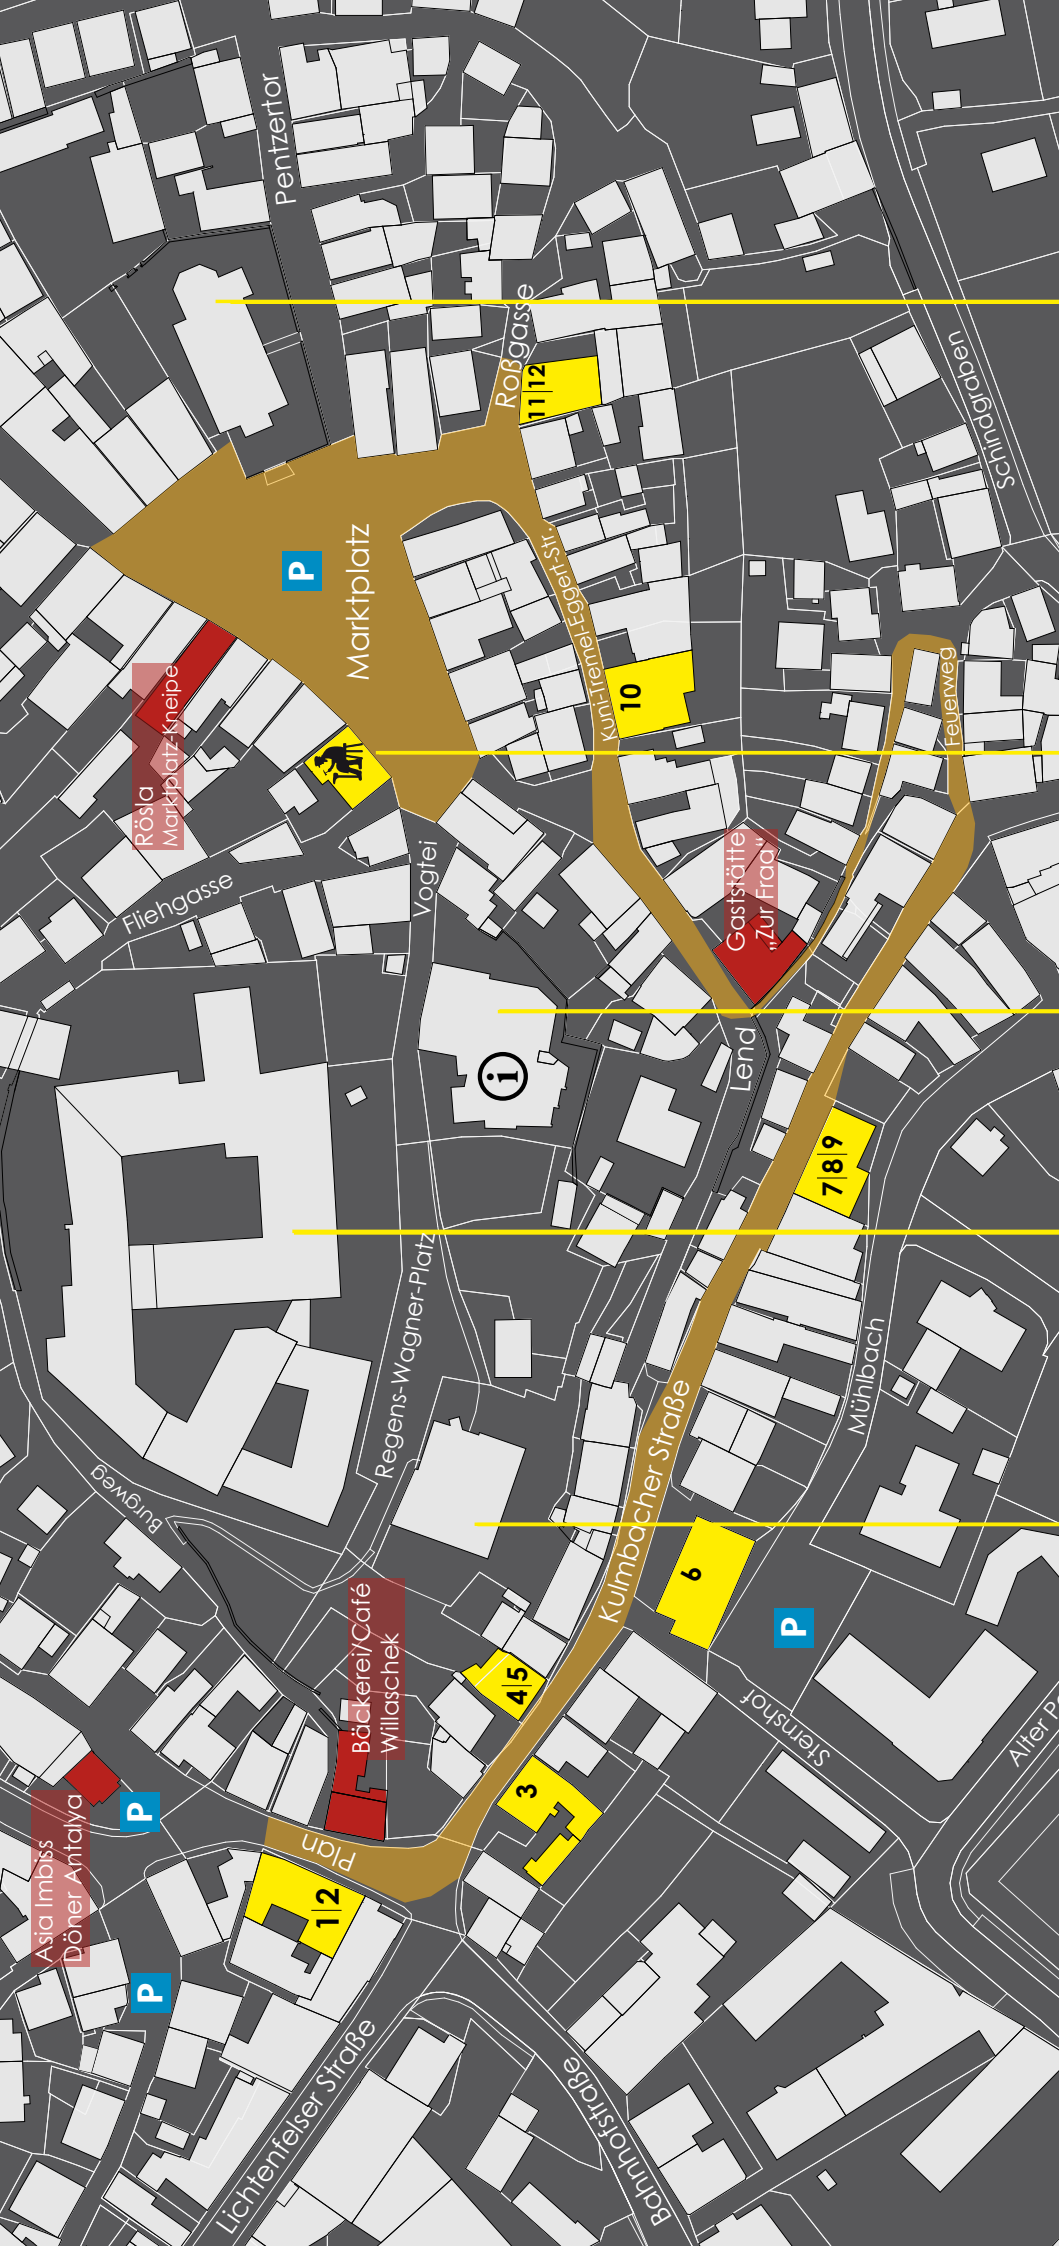 Pentzertor
Roßgasse
11|12
Schindgraben
P
Marktplatz
Kuni-Tremel-Eggert-Str.
10
Feuerweg
Rösla
Marktplatz-Kneipe
Fliehgasse
Vogtei
Gaststätte
„Zur Fraa“
i
Lend
7|8|9
Regens-Wagner-Platz
Mühlbach
Burgweg
Kulmbacher Straße
6
P
4|5
Bäckerei/Café
Willaschek
Sternshof
Alter P
3
Asia Imbiss
Döner Antalya
P
Plan
1|2
P
Lichtenfelser Straße
Bahnhofstraße